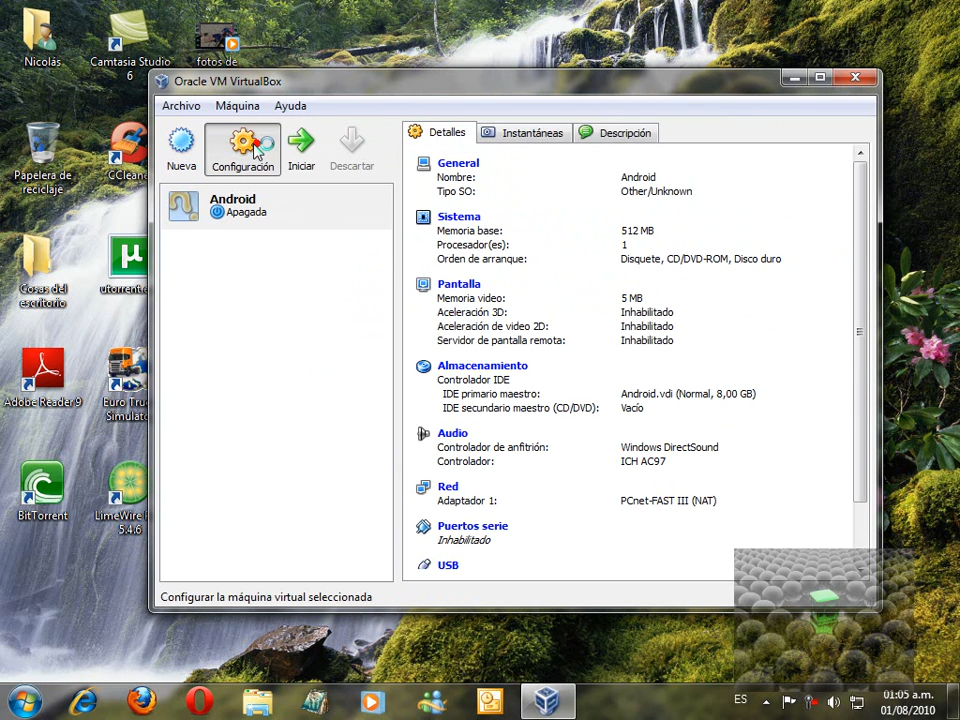 Nicolás
Camtasia Studio
6
fotos de
Papelera de
reciclaje
CCleane
Cosas del
escritorio
utorrent.e
Adobe Reader 9
Euro Tru
Simulato
BitTorrent
LimeWire
5.4.6
Oracle VM VirtualBox
Archivo Máquina Ayuda
Nueva Configuración Iniciar Descartar
Android
Apagada
Detalles Instantáneas Descripción
General
Nombre: Android
Tipo SO: Other/Unknown
Sistema
Memoria base: 512 MB
Procesador(es): 1
Orden de arranque: Disquete, CD/DVD-ROM, Disco duro
Pantalla
Memoria video: 5 MB
Aceleración 3D: Inhabilitado
Aceleración de video 2D: Inhabilitado
Servidor de pantalla remota: Inhabilitado
Almacenamiento
Controlador IDE
IDE primario maestro: Android.vdi (Normal, 8,00 GB)
IDE secundario maestro (CD/DVD): Vacío
Audio
Controlador de anfitrión: Windows DirectSound
Controlador: ICH AC97
Red
Adaptador 1: PCnet-FAST III (NAT)
Puertos serie
Inhabilitado
USB
Configurar la máquina virtual seleccionada
ES
01:05 a.m.
01/08/2010